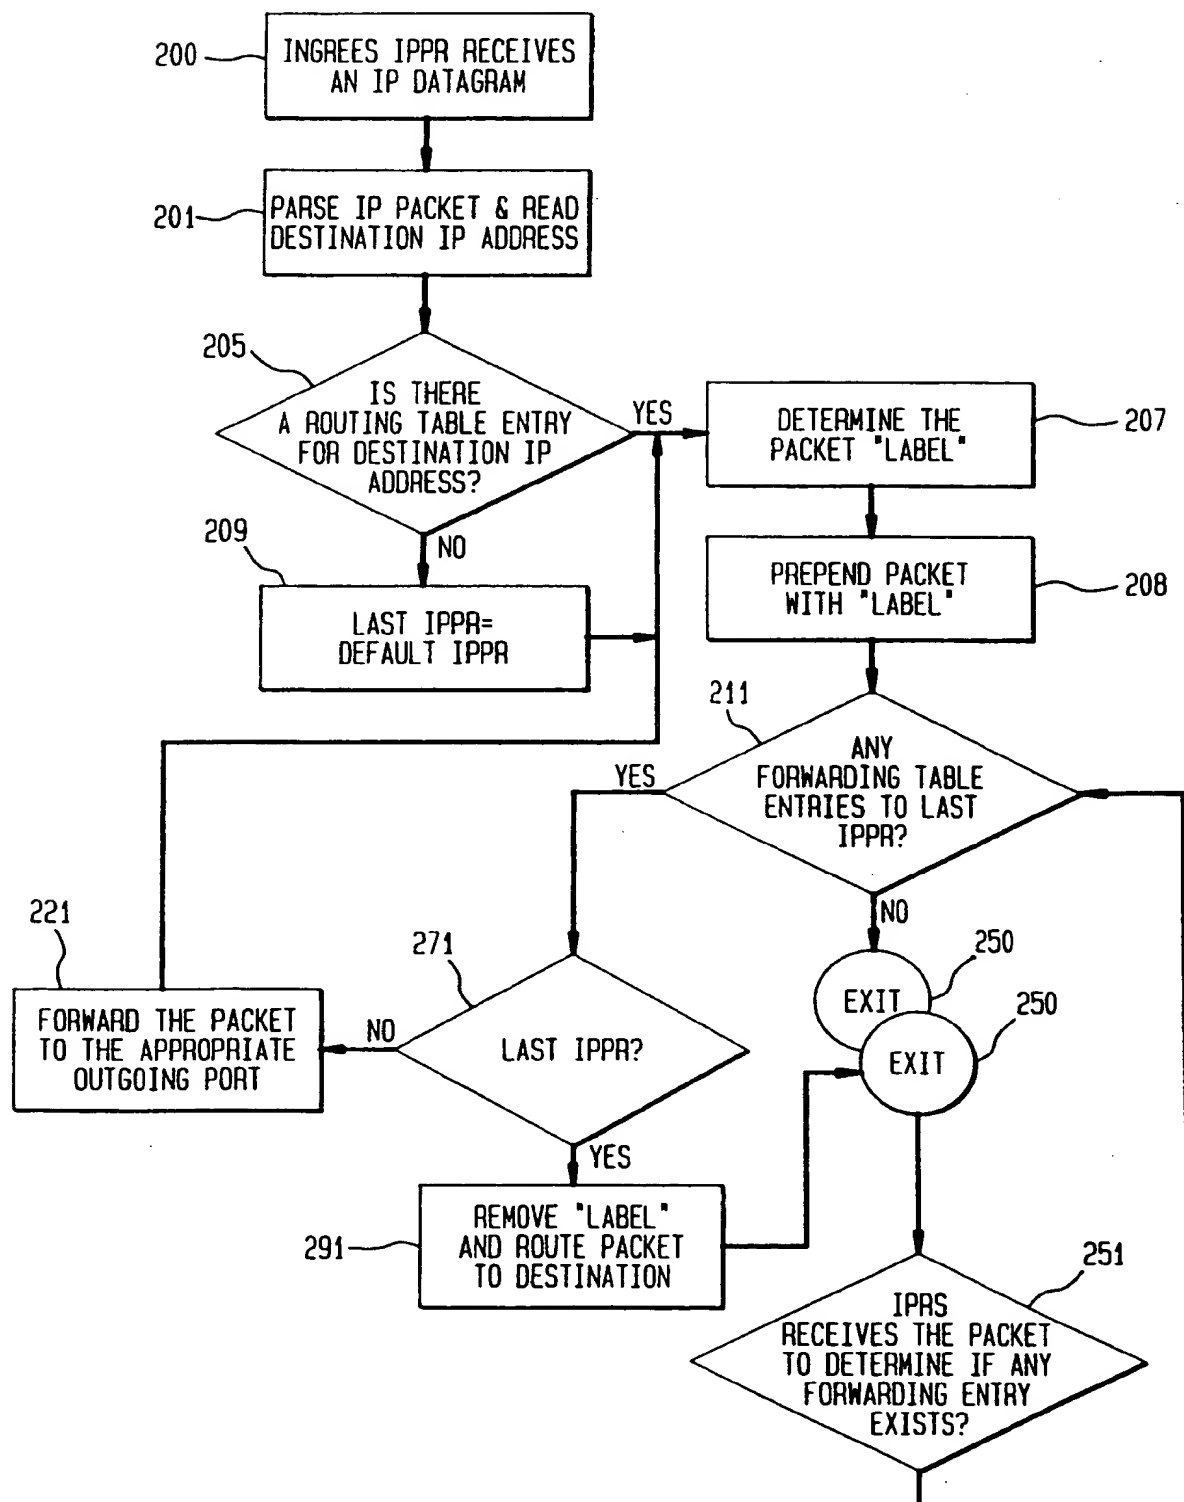 200
INGREES IPPR RECEIVES
AN IP DATAGRAM
201
PARSE IP PACKET & READ
DESTINATION IP ADDRESS
205
IS THERE
A ROUTING TABLE ENTRY
FOR DESTINATION IP
ADDRESS?
YES
NO
DETERMINE THE
PACKET "LABEL"
207
209
LAST IPPR=
DEFAULT IPPR
PREPEND PACKET
WITH "LABEL"
208
211
ANY
FORWARDING TABLE
ENTRIES TO LAST
IPPR?
YES
NO
221
FORWARD THE PACKET
TO THE APPROPRIATE
OUTGOING PORT
271
LAST IPPR?
NO
YES
250
EXIT
250
EXIT
291
REMOVE "LABEL"
AND ROUTE PACKET
TO DESTINATION
251
IPRS
RECEIVES THE PACKET
TO DETERMINE IF ANY
FORWARDING ENTRY
EXISTS?